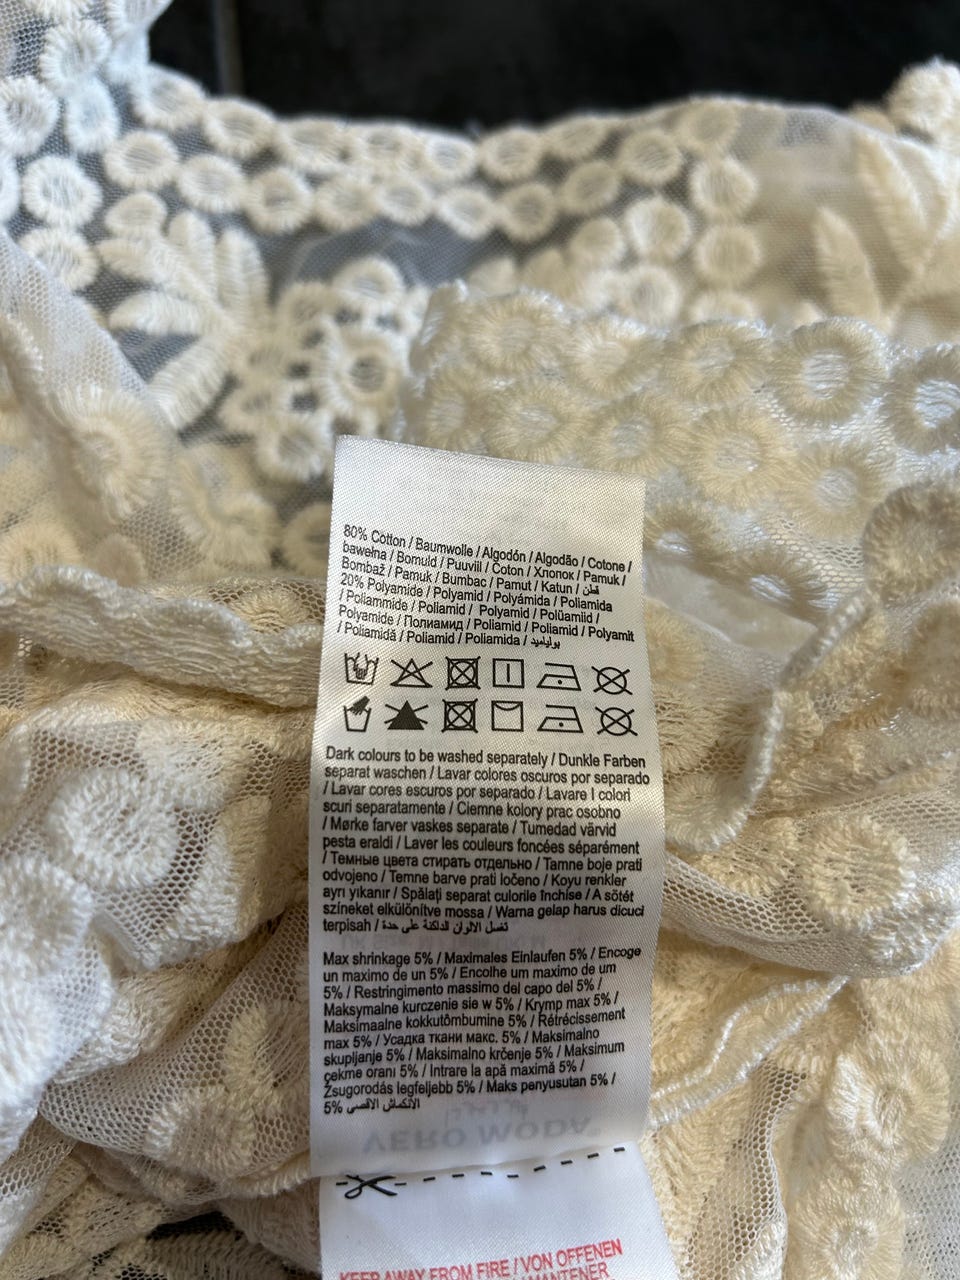 80% Cotton / Baumwolle / Algodón / Algodão / Cotone /
bawełna / Bomuld / Puuvill / Coton / Хлопок / Pamuk /
Bombaž / Pamuk / Bumbac / Pamut / Katun / قطن
20% Polyamide / Polyamid / Polyámida / Poliamida
/ Poliammide / Poliamid / Polyamid / Polüamiid /
Polyamide / Полиамид / Poliamid / Poliamid / Polyamit
/ Poliamidă / Poliamid / Poliamida / بولياميد
Dark colours to be washed separately / Dunkle Farben
separat waschen / Lavar colores oscuros por separado
/ Lavar cores escuros por separado / Lavare I colori
scuri separatamente / Ciemne kolory prac osobno
/ Mørke farver vaskes separate / Tumedad värvid
pesta eraldi / Laver les couleurs foncées séparément
/ Темные цвета стирать отдельно / Tamne boje prati
odvojeno / Temne barve prati ločeno / Koyu renkler
ayrı yıkanır / Spălați separat culorile închise / A sötét
színeket elkülönítve mossa / Warna gelap harus dicuci
terpisah / تغسل الالوان الداكنة على حدة
Max shrinkage 5% / Maximales Einlaufen 5% / Encoge
un maximo de un 5% / Encolhe um maximo de um
5% / Restringimento massimo del capo del 5% /
Maksymalne kurczenie sie w 5% / Krymp max 5% /
Maksimaalne kokkutõmbumine 5% / Rétrécissement
max 5% / Усадка ткани макс. 5% / Maksimalno
skupljanje 5% / Maksimalno krčenje 5% / Maksimum
çekme oranı 5% / Intrare la apă maximă 5% /
Zsugorodás legfeljebb 5% / Maks penyusutan 5% /
5% الانكماش الاقصى
VERO MODA
KEEP AWAY FROM FIRE / VON OFFENEN
MANTENER